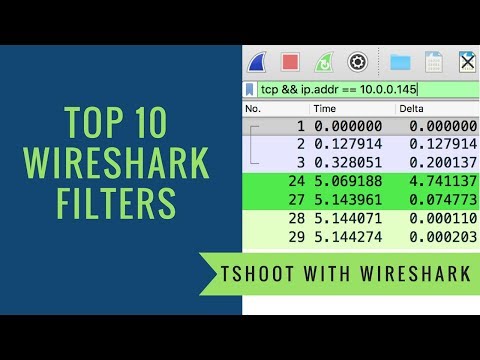 TOP 10
WIRESHARK
FILTERS
tcp && ip.addr == 10.0.0.145
No. Time Delta
1 0.000000 0.000000
2 0.127914 0.127914
3 0.328051 0.200137
24 5.069188 4.741137
27 5.143961 0.074773
28 5.144071 0.000110
29 5.144274 0.000203
TSHOOT WITH WIRESHARK